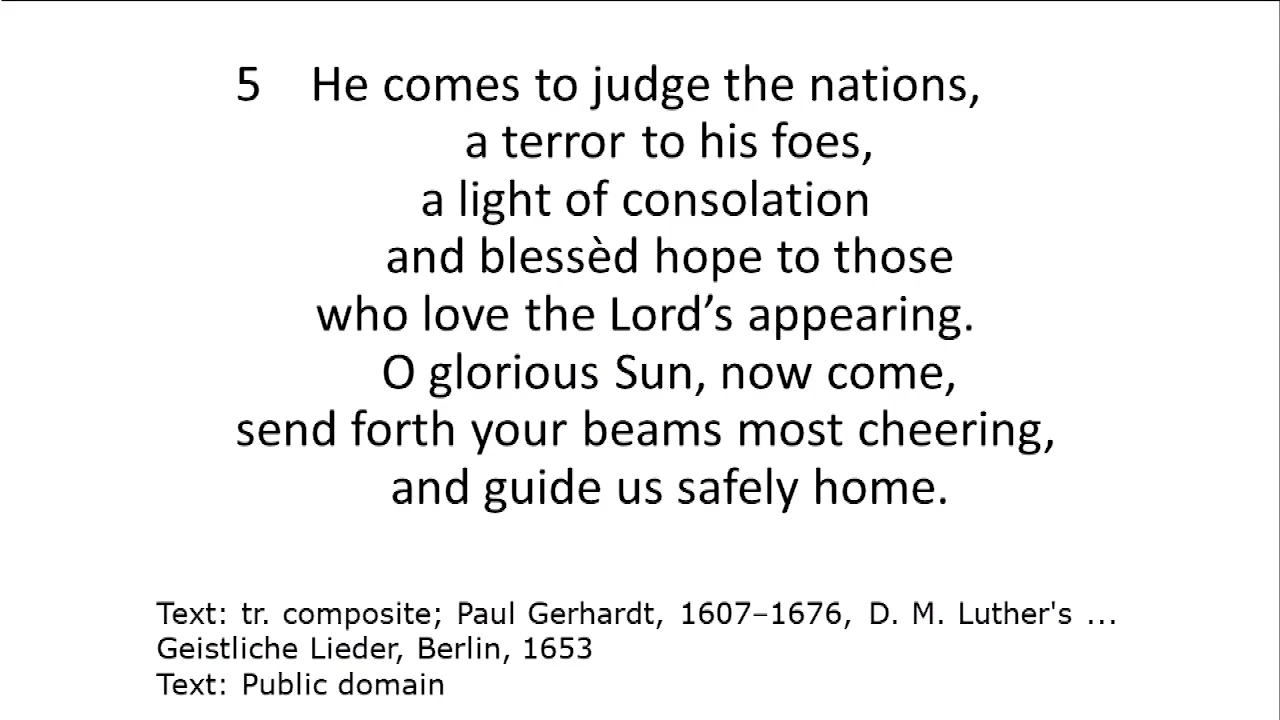 5 He comes to judge the nations,
a terror to his foes,
a light of consolation
and blessèd hope to those
who love the Lord’s appearing.
O glorious Sun, now come,
send forth your beams most cheering,
and guide us safely home.
Text: tr. composite; Paul Gerhardt, 1607–1676, D. M. Luther's ...
Geistliche Lieder, Berlin, 1653
Text: Public domain